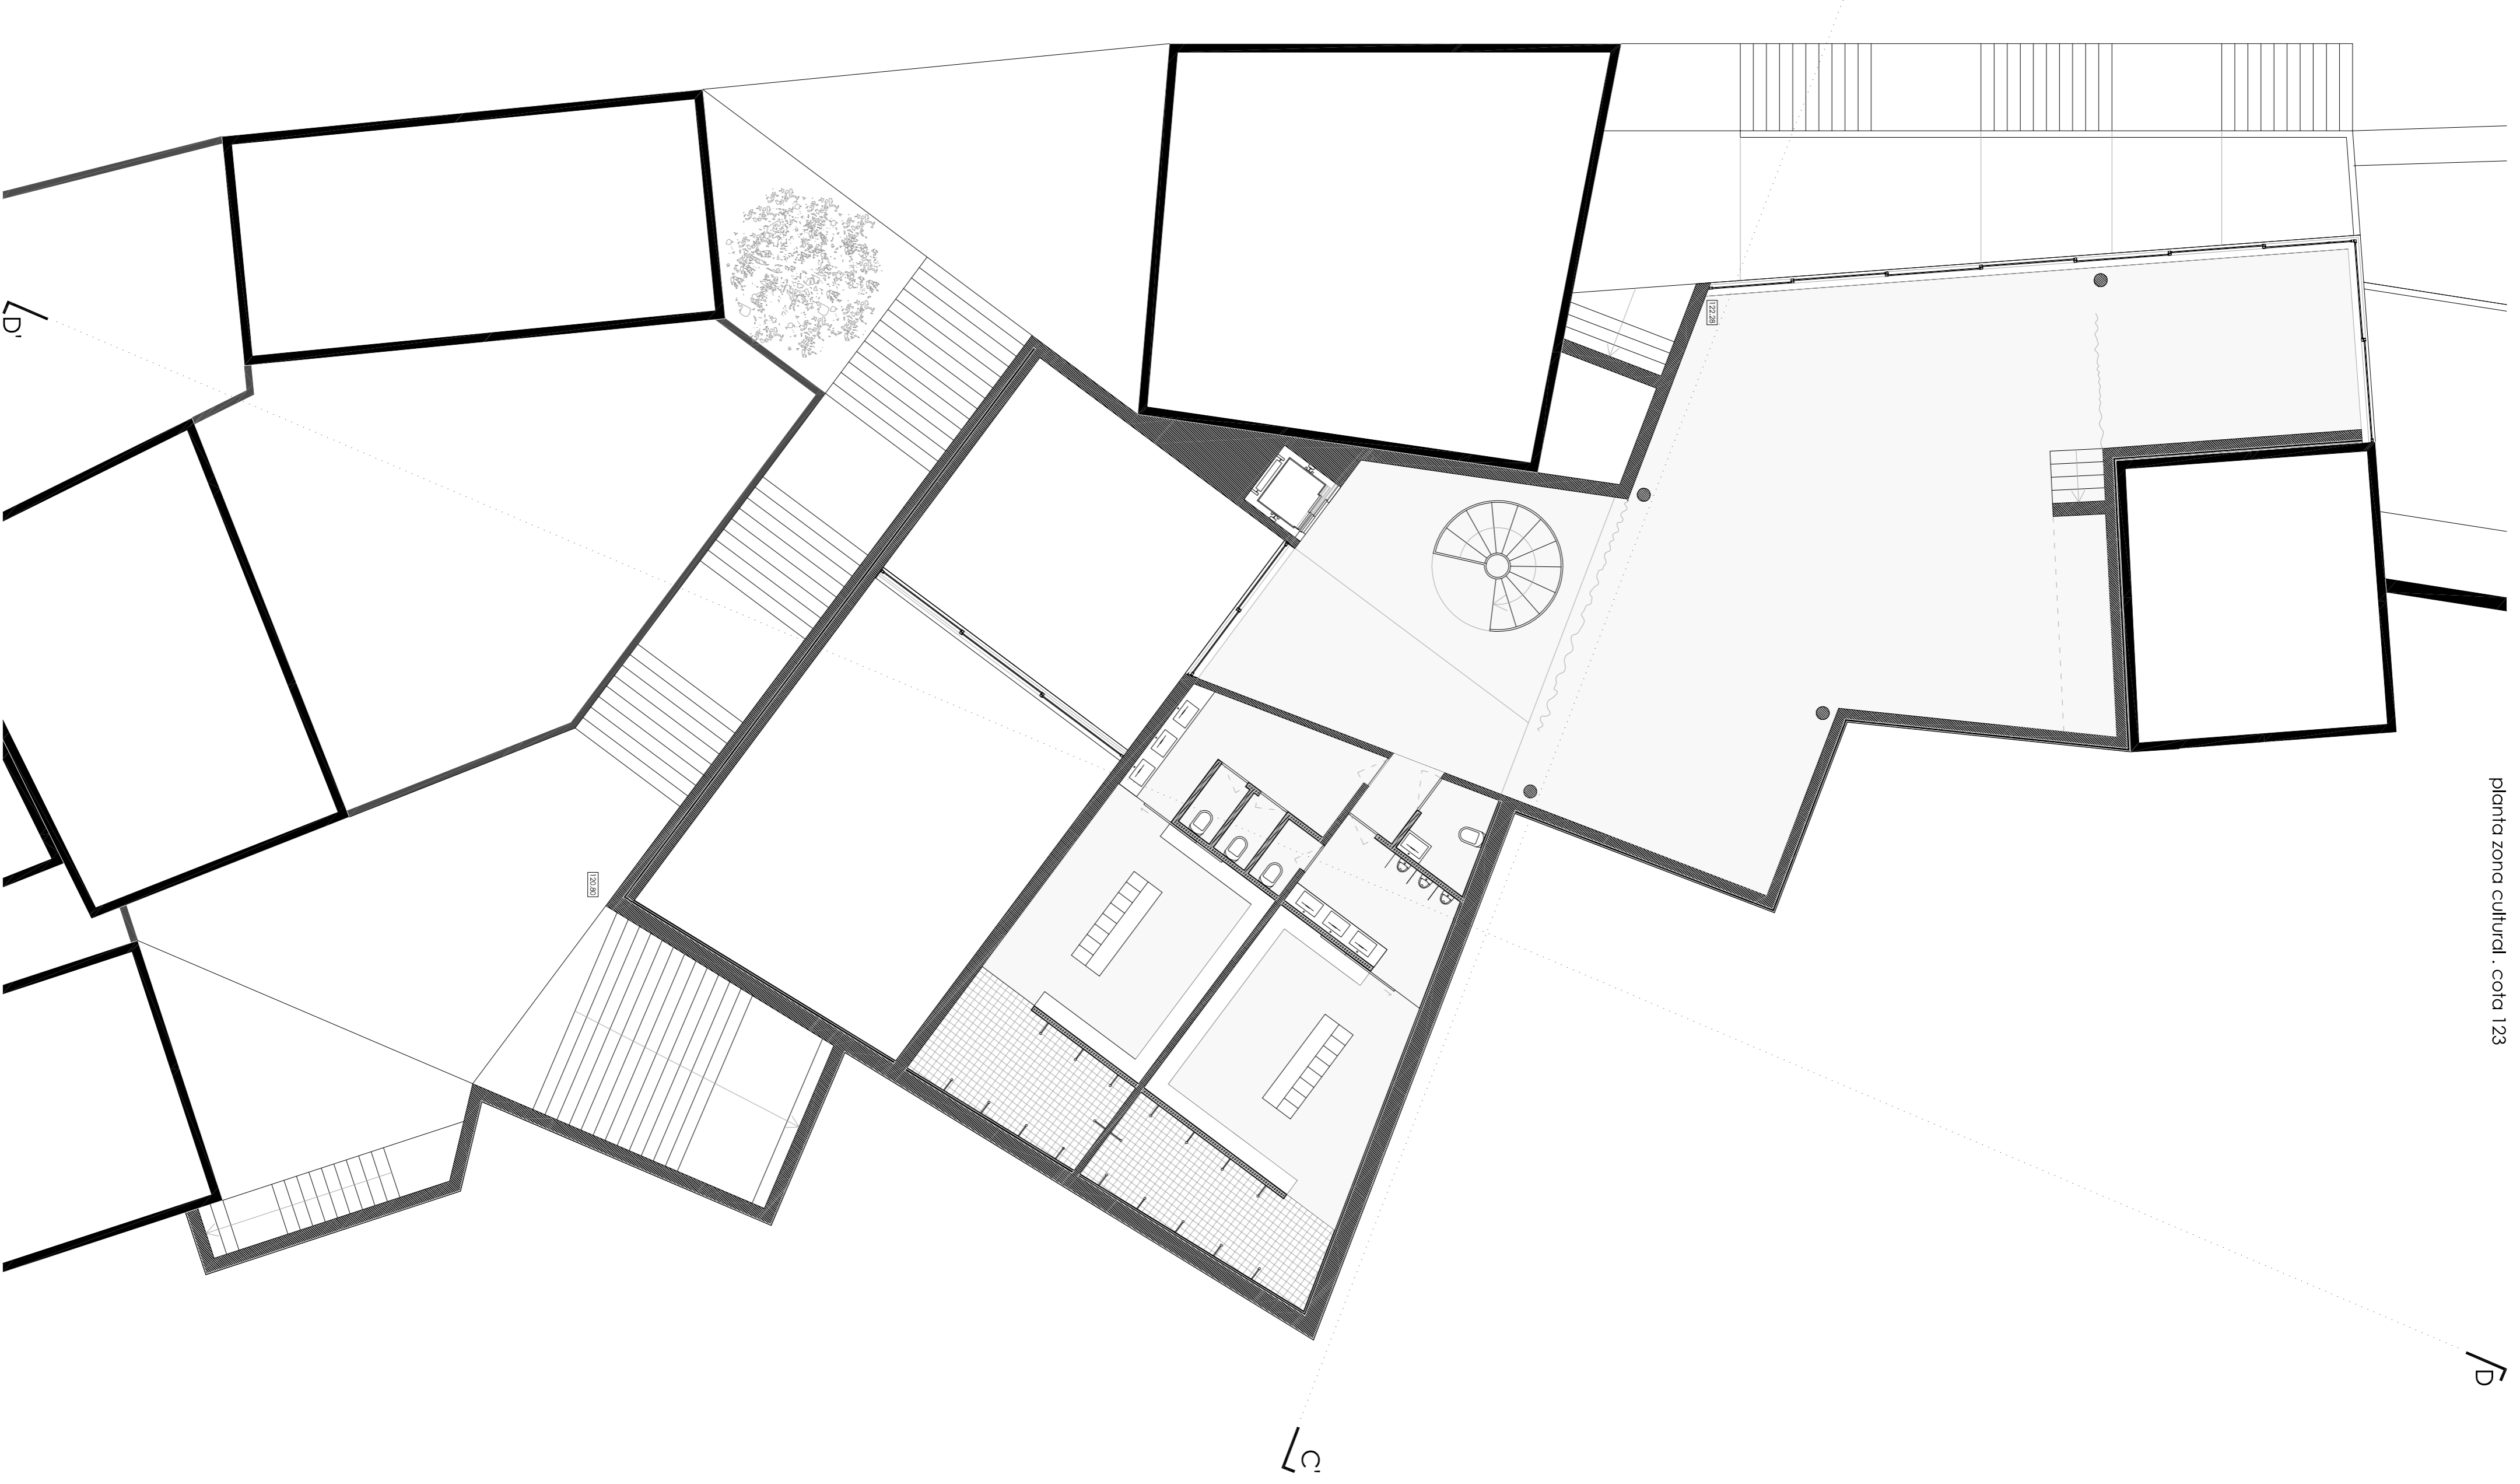 D'
122.28
120.80
planta zona cultural . cota 123
D
C'